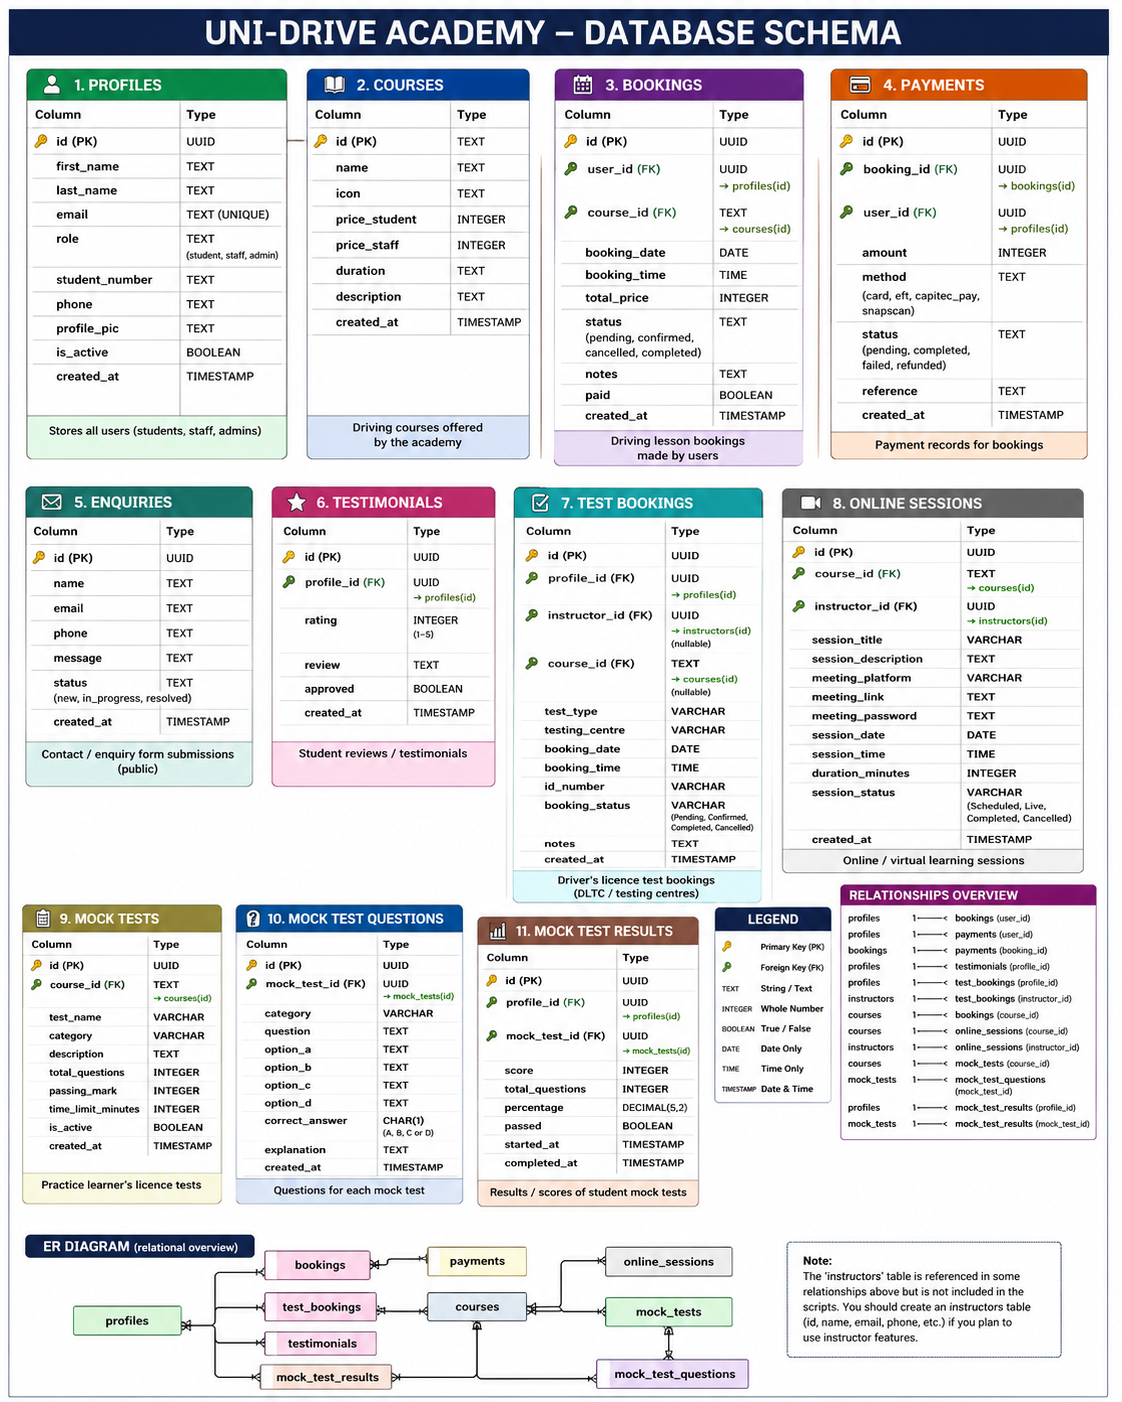 UNI-DRIVE ACADEMY – DATABASE SCHEMA
1. PROFILES
Column Type
id (PK) UUID
first_name TEXT
last_name TEXT
email TEXT (UNIQUE)
role TEXT
(student, staff, admin)
student_number TEXT
phone TEXT
profile_pic TEXT
is_active BOOLEAN
created_at TIMESTAMP
Stores all users (students, staff, admins)
2. COURSES
Column Type
id (PK) TEXT
name TEXT
icon TEXT
price_student INTEGER
price_staff INTEGER
duration TEXT
description TEXT
created_at TIMESTAMP
Driving courses offered
by the academy
3. BOOKINGS
Column Type
id (PK) UUID
user_id (FK) UUID
→ profiles(id)
course_id (FK) TEXT
→ courses(id)
booking_date DATE
booking_time TIME
total_price INTEGER
status TEXT
(pending, confirmed,
cancelled, completed)
notes TEXT
paid BOOLEAN
created_at TIMESTAMP
Driving lesson bookings
made by users
4. PAYMENTS
Column Type
id (PK) UUID
booking_id (FK) UUID
→ bookings(id)
user_id (FK) UUID
→ profiles(id)
amount INTEGER
method TEXT
(card, eft, capitec_pay,
snapscan)
status TEXT
(pending, completed,
failed, refunded)
reference TEXT
created_at TIMESTAMP
Payment records for bookings
5. ENQUIRIES
Column Type
id (PK) UUID
name TEXT
email TEXT
phone TEXT
message TEXT
status TEXT
(new, in_progress, resolved)
created_at TIMESTAMP
Contact / enquiry form submissions
(public)
6. TESTIMONIALS
Column Type
id (PK) UUID
profile_id (FK) UUID
→ profiles(id)
rating INTEGER
(1–5)
review TEXT
approved BOOLEAN
created_at TIMESTAMP
Student reviews / testimonials
7. TEST BOOKINGS
Column Type
id (PK) UUID
profile_id (FK) UUID
→ profiles(id)
instructor_id (FK) UUID
→ instructors(id)
(nullable)
course_id (FK) TEXT
→ courses(id)
(nullable)
test_type VARCHAR
testing_centre VARCHAR
booking_date DATE
booking_time TIME
id_number VARCHAR
booking_status VARCHAR
(Pending, Confirmed,
Completed, Cancelled)
notes TEXT
created_at TIMESTAMP
Driver's licence test bookings
(DLTC / testing centres)
8. ONLINE SESSIONS
Column Type
id (PK) UUID
course_id (FK) TEXT
→ courses(id)
instructor_id (FK) UUID
→ instructors(id)
session_title VARCHAR
session_description TEXT
meeting_platform VARCHAR
meeting_link TEXT
meeting_password TEXT
session_date DATE
session_time TIME
duration_minutes INTEGER
session_status VARCHAR
(Scheduled, Live,
Completed, Cancelled)
created_at TIMESTAMP
Online / virtual learning sessions
9. MOCK TESTS
Column Type
id (PK) UUID
course_id (FK) TEXT
→ courses(id)
test_name VARCHAR
category VARCHAR
description TEXT
total_questions INTEGER
passing_mark INTEGER
time_limit_minutes INTEGER
is_active BOOLEAN
created_at TIMESTAMP
Practice learner's licence tests
10. MOCK TEST QUESTIONS
Column Type
id (PK) UUID
mock_test_id (FK) UUID
→ mock_tests(id)
category VARCHAR
question TEXT
option_a TEXT
option_b TEXT
option_c TEXT
option_d TEXT
correct_answer CHAR(1)
(A, B, C or D)
explanation TEXT
created_at TIMESTAMP
Questions for each mock test
11. MOCK TEST RESULTS
Column Type
id (PK) UUID
profile_id (FK) UUID
→ profiles(id)
mock_test_id (FK) UUID
→ mock_tests(id)
score INTEGER
total_questions INTEGER
percentage DECIMAL(5,2)
passed BOOLEAN
started_at TIMESTAMP
completed_at TIMESTAMP
Results / scores of student mock tests
LEGEND
Primary Key (PK)
Foreign Key (FK)
TEXT String / Text
INTEGER Whole Number
BOOLEAN True / False
DATE Date Only
TIME Time Only
TIMESTAMP Date & Time
RELATIONSHIPS OVERVIEW
profiles 1 bookings (user_id)
profiles 1 payments (user_id)
bookings 1 payments (booking_id)
profiles 1 testimonials (profile_id)
profiles 1 test_bookings (profile_id)
instructors 1 test_bookings (instructor_id)
courses 1 bookings (course_id)
courses 1 online_sessions (course_id)
instructors 1 online_sessions (instructor_id)
courses 1 mock_tests (course_id)
mock_tests 1 mock_test_questions
(mock_test_id)
profiles 1 mock_test_results (profile_id)
mock_tests 1 mock_test_results (mock_test_id)
ER DIAGRAM (relational overview)
profiles
bookings
test_bookings
testimonials
mock_test_results
payments
courses
online_sessions
mock_tests
mock_test_questions
Note:
The 'instructors' table is referenced in some
relationships above but is not included in the
scripts. You should create an instructors table
(id, name, email, phone, etc.) if you plan to
use instructor features.